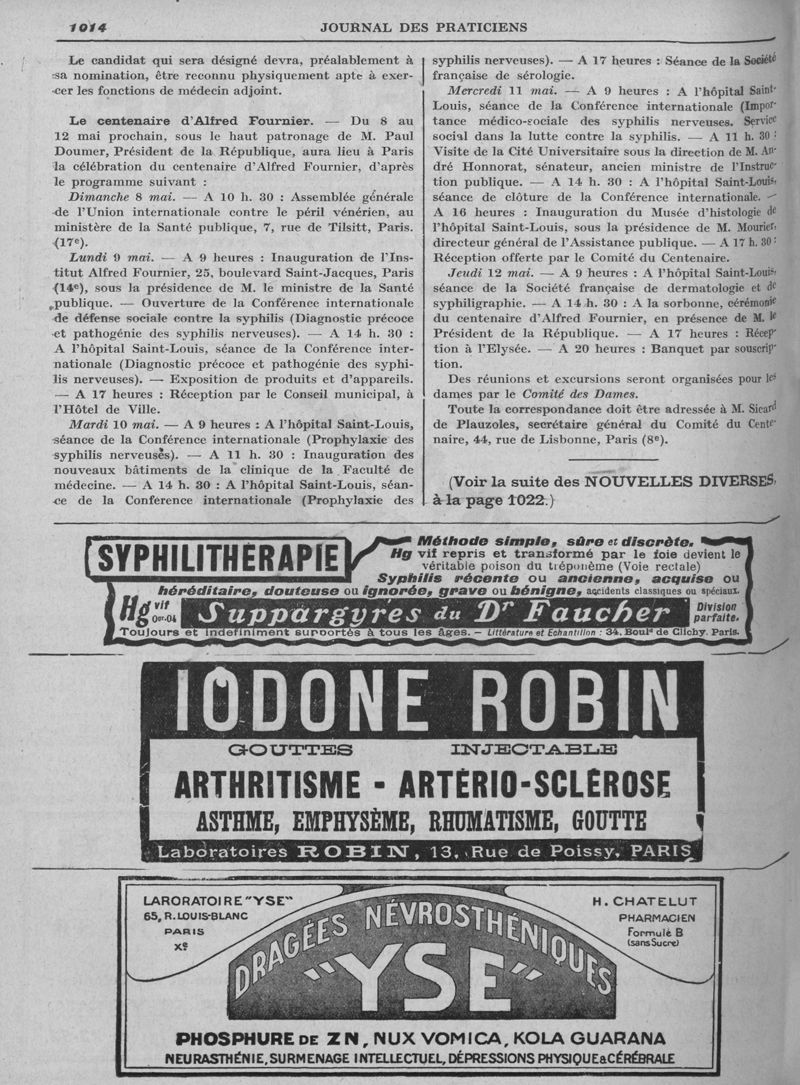 1014
JOURNAL DES PRATICIENS
Le candidat qui sera désigné devra, préalablement à
sa nomination, être reconnu physiquement apte à exer-
cer les fonctions de médecin adjoint.
Le centenaire d'Alfred Fournier. — Du 8 au
12 mai prochain, sous le haut patronage de M. Paul
Doumer, Président de la République, aura lieu à Paris
la célébration du centenaire d'Alfred Fournier, d'après
le programme suivant :
Dimanche 8 mai. — A 10 h. 30 : Assemblée générale
de l'Union internationale contre le péril vénérien, au
ministère de la Santé publique, 7, rue de Tilsitt, Paris.
(17e).
Lundi 9 mai. — A 9 heures : Inauguration de l'Ins-
titut Alfred Fournier, 25, boulevard Saint-Jacques, Paris
(14e), sous la présidence de M. le ministre de la Santé
publique. — Ouverture de la Conférence internationale
de défense sociale contre la syphilis (Diagnostic précoce
et pathogénie des syphilis nerveuses). — A 14 h. 30 :
A l'hôpital Saint-Louis, séance de la Conférence inter-
nationale (Diagnostic précoce et pathogénie des syphi-
lis nerveuses). — Exposition de produits et d'appareils.
— A 17 heures : Réception par le Conseil municipal, à
l'Hôtel de Ville.
Mardi 10 mai. — A 9 heures : A l'hôpital Saint-Louis,
séance de la Conférence internationale (Prophylaxie des
syphilis nerveuses). — A 11 h. 30 : Inauguration des
nouveaux bâtiments de la clinique de la Faculté de
médecine. — A 14 h. 30 : A l'hôpital Saint-Louis, séan-
ce de la Conference internationale (Prophylaxie des
syphilis nerveuses). — A 17 heures : Séance de la Société
française de sérologie.
Mercredi 11 mai. — A 9 heures : A l'hôpital Saint-
Louis, séance de la Conférence internationale (Impor-
tance médico-sociale des syphilis nerveuses. Service
social dans la lutte contre la syphilis. — A 11 h. 30 :
Visite de la Cité Universitaire sous la direction de M. An-
dré Honnorat, sénateur, ancien ministre de l'Instruc-
tion publique. — A 14 h. 30 : A l'hôpital Saint-Louis,
séance de clôture de la Conférence internationale. —
A 16 heures : Inauguration du Musée d'histologie de
l'hôpital Saint-Louis, sous la présidence de M. Mourier,
directeur général de l'Assistance publique. — A 17 h. 30 :
Réception offerte par le Comité du Centenaire.
Jeudi 12 mai. — A 9 heures : A l'hôpital Saint-Louis,
séance de la Société française de dermatologie et de
syphiligraphie. — A 14 h. 30 : A la sorbonne, cérémonie
du centenaire d'Alfred Fournier, en présence de M. le
Président de la République. — A 17 heures : Récep-
tion à l'Elysée. — A 20 heures : Banquet par souscrip-
tion.
Des réunions et excursions seront organisées pour les
dames par le Comité des Dames.
Toute la correspondance doit être adressée à M. Sicard
de Plauzoles, secrétaire général du Comité du Cente-
naire, 44, rue de Lisbonne, Paris (8e).
(Voir la suite des NOUVELLES DIVERSES,
à la page 1022.)
SYPHILITHÉRAPIE
Méthode simple, sûre et discrète.
Hg vif repris et transformé par le foie devient le
véritable poison du tréponème (Voie rectale)
Syphilis récente ou ancienne, acquise ou
héréditaire, douteuse ou ignorée, grave ou bénigne, accidents classiques ou spéciaux.
Hg vif 0gr.04 Suppargyres du Dr Faucher Division parfaite.
Toujours et indéfiniment supportés à tous les âges. — Littérature et Echantillon : 34, Boulᵈ de Clichy. Paris.
IODONE ROBIN
GOUTTES INJECTABLE
ARTHRITISME - ARTÉRIO-SCLÉROSE
ASTHME, EMPHYSÈME, RHUMATISME, GOUTTE
Laboratoires ROBIN, 13, Rue de Poissy, PARIS
LARORATOIRE "YSE"
65, R. LOUIS-BLANC
PARIS
Xe
H. CHATELUT
PHARMACIEN
Formule B
(sans Sucre)
DRAGÉES NÉVROSTHÉNIQUES
"YSE"
PHOSPHURE DE ZN, NUX VOMICA, KOLA GUARANA
NEURASTHÉNIE, SURMENAGE INTELLECTUEL, DÉPRESSIONS PHYSIQUE & CÉRÉBRALE